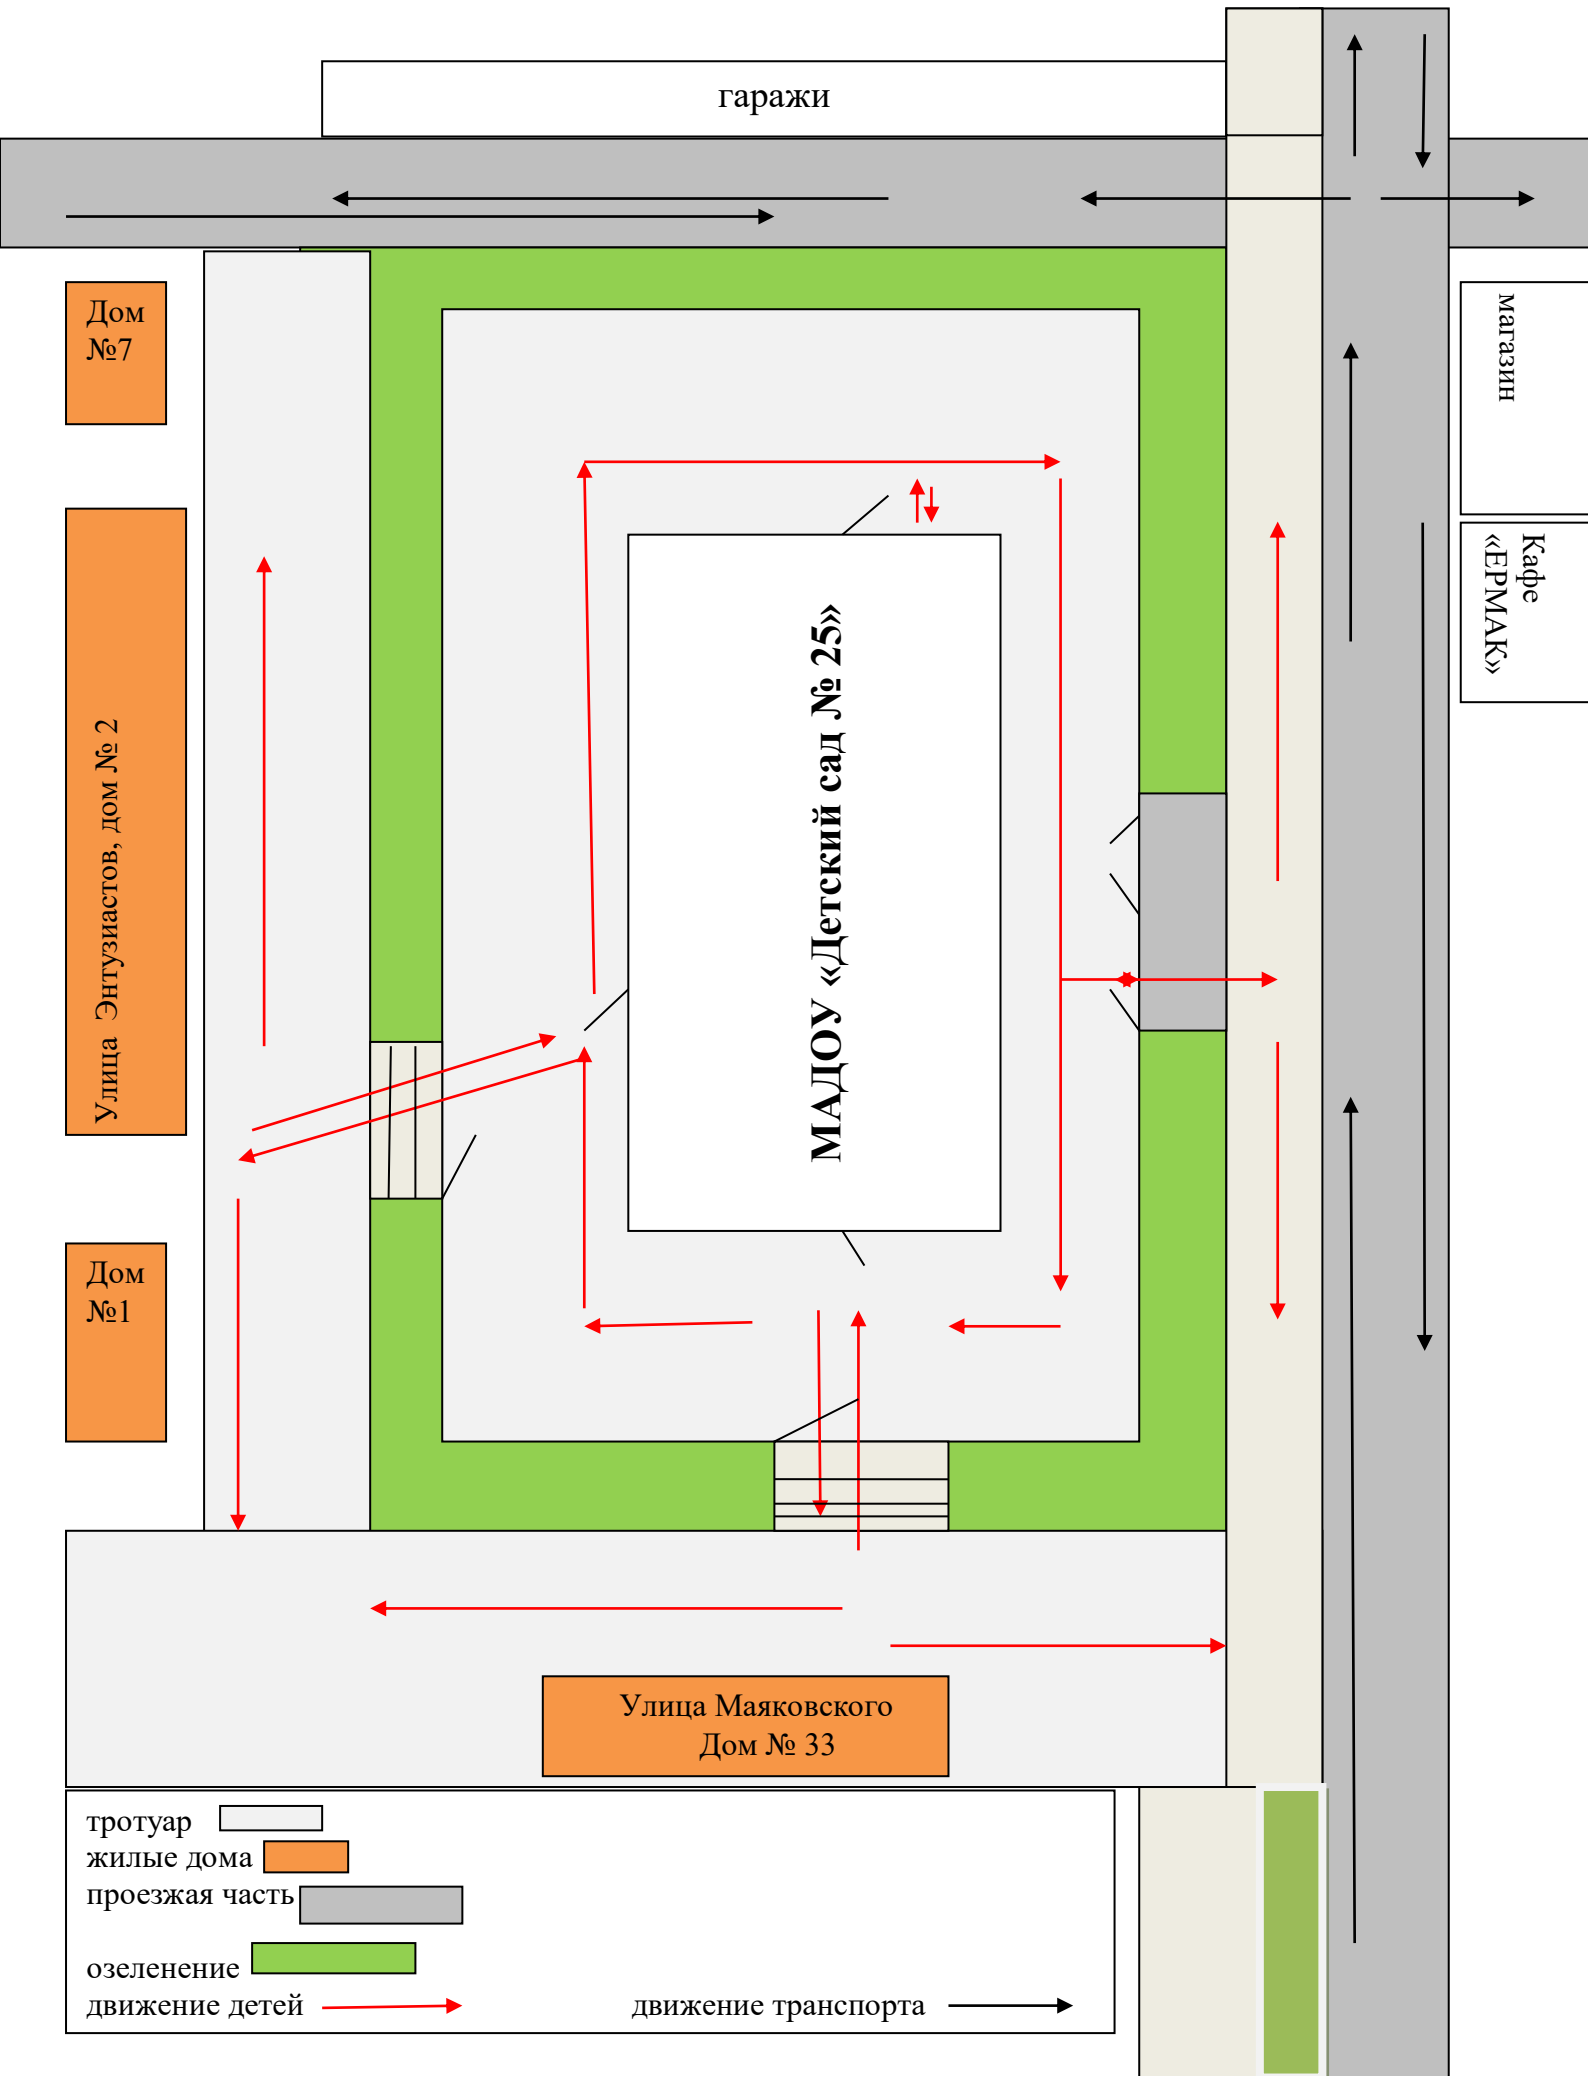 гаражи
Дом
№7
магазин
Кафе
«ЕРМАК»
Улица Энтузиастов, дом № 2
МАДОУ «Детский сад № 25»
Дом
№1
Улица Маяковского
Дом № 33
тротуар
жилые дома
проезжая часть
озеленение
движение детей
движение транспорта